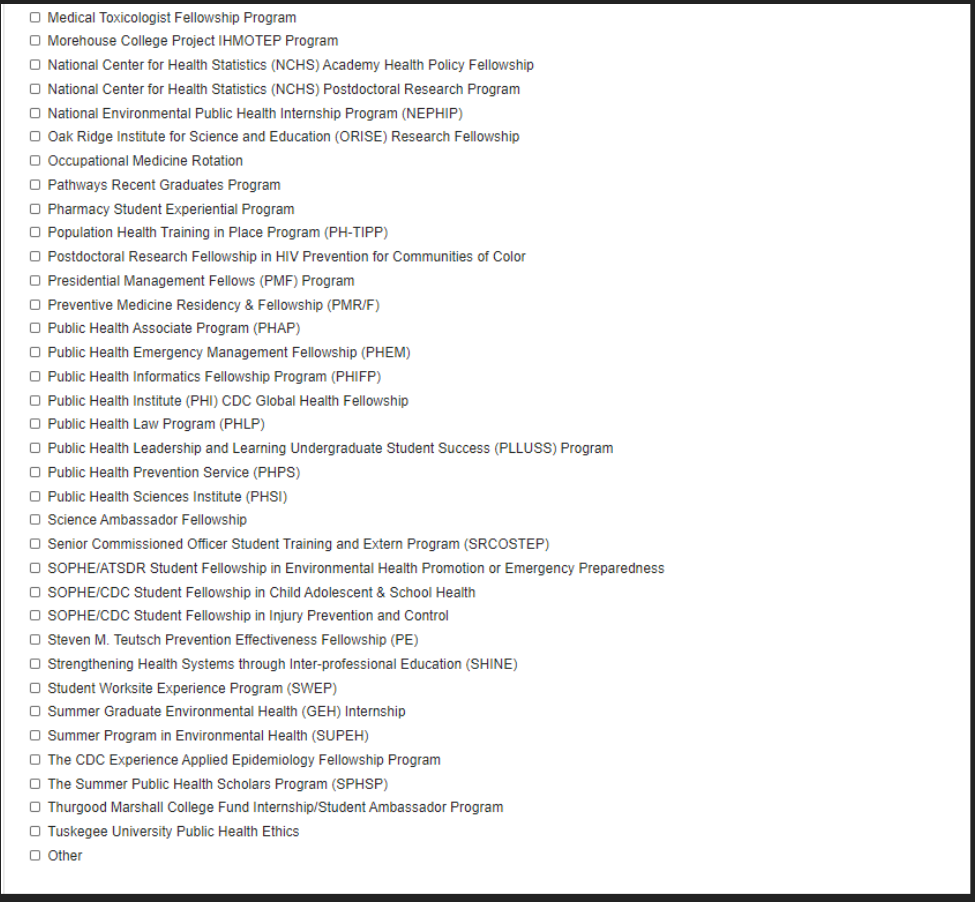 Medical Toxicologist Fellowship Program
Morehouse College Project IHMOTEP Program
National Center for Health Statistics (NCHS) Academy Health Policy Fellowship
National Center for Health Statistics (NCHS) Postdoctoral Research Program
National Environmental Public Health Internship Program (NEPHIP)
Oak Ridge Institute for Science and Education (ORISE) Research Fellowship
Occupational Medicine Rotation
Pathways Recent Graduates Program
Pharmacy Student Experiential Program
Population Health Training in Place Program (PH-TIPP)
Postdoctoral Research Fellowship in HIV Prevention for Communities of Color
Presidential Management Fellows (PMF) Program
Preventive Medicine Residency & Fellowship (PMR/F)
Public Health Associate Program (PHAP)
Public Health Emergency Management Fellowship (PHEM)
Public Health Informatics Fellowship Program (PHIFP)
Public Health Institute (PHI) CDC Global Health Fellowship
Public Health Law Program (PHLP)
Public Health Leadership and Learning Undergraduate Student Success (PLLUSS) Program
Public Health Prevention Service (PHPS)
Public Health Sciences Institute (PHSI)
Science Ambassador Fellowship
Senior Commissioned Officer Student Training and Extern Program (SRCOSTEP)
SOPHE/ATSDR Student Fellowship in Environmental Health Promotion or Emergency Preparedness
SOPHE/CDC Student Fellowship in Child Adolescent & School Health
SOPHE/CDC Student Fellowship in Injury Prevention and Control
Steven M. Teutsch Prevention Effectiveness Fellowship (PE)
Strengthening Health Systems through Inter-professional Education (SHINE)
Student Worksite Experience Program (SWEP)
Summer Graduate Environmental Health (GEH) Internship
Summer Program in Environmental Health (SUPEH)
The CDC Experience Applied Epidemiology Fellowship Program
The Summer Public Health Scholars Program (SPHSP)
Thurgood Marshall College Fund Internship/Student Ambassador Program
Tuskegee University Public Health Ethics
Other